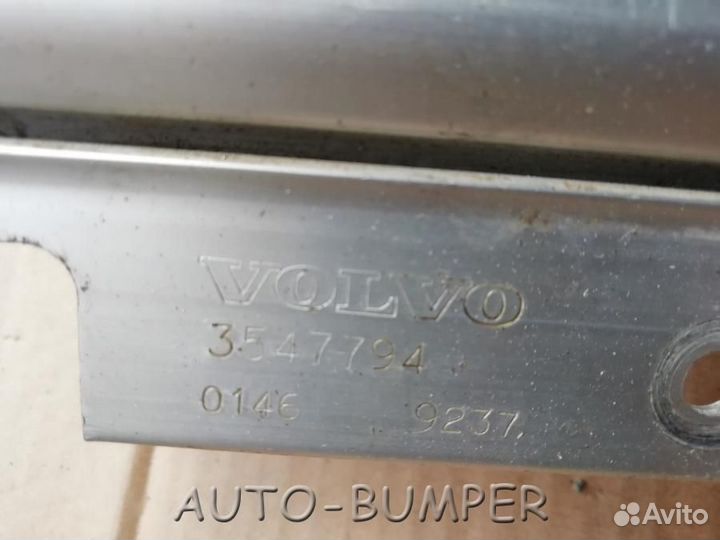 VOLVO
3547794
0146 9237
AUTO-BUMPER
Avito